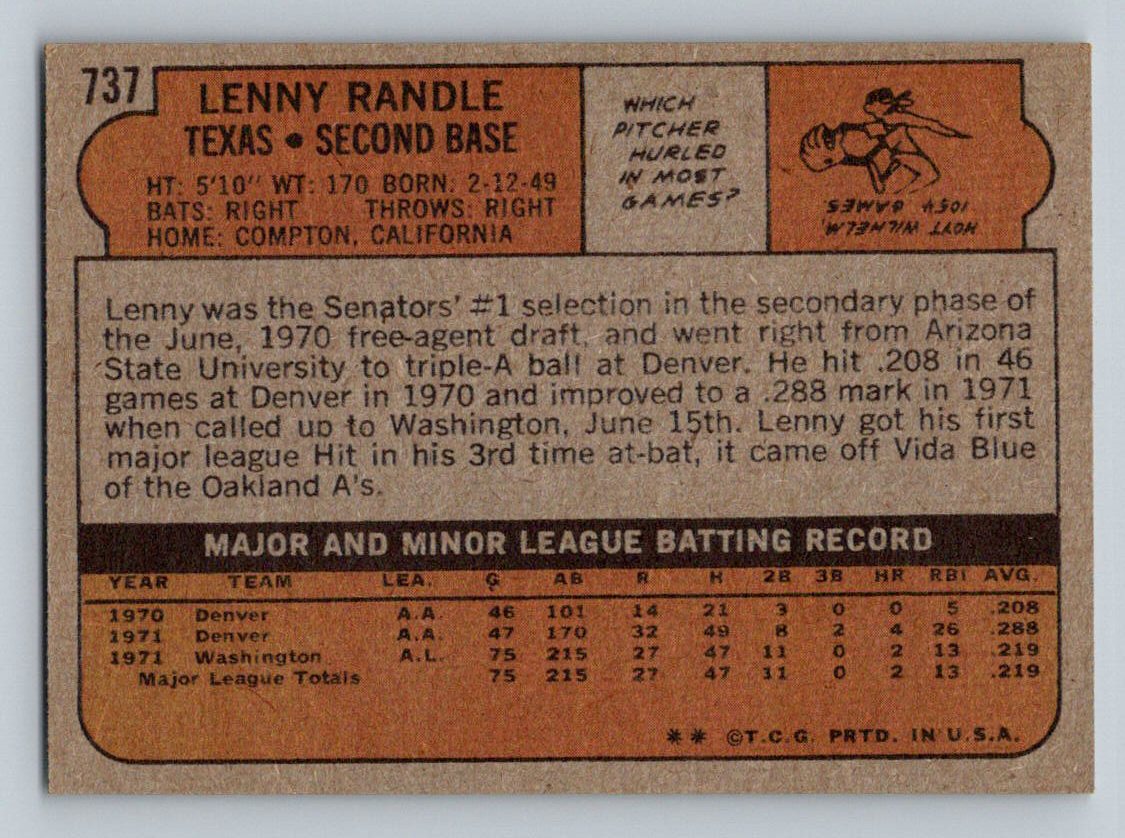 737
LENNY RANDLE
TEXAS • SECOND BASE
HT: 5'10" WT: 170 BORN: 2-12-49
BATS: RIGHT THROWS: RIGHT
HOME: COMPTON, CALIFORNIA
WHICH
PITCHER
HURLED
IN MOST
GAMES?
HOYT WILHELM,
1054 GAMES
Lenny was the Senators' #1 selection in the secondary phase of
the June, 1970 free-agent draft, and went right from Arizona
State University to triple-A ball at Denver. He hit .208 in 46
games at Denver in 1970 and improved to a .288 mark in 1971
when called up to Washington, June 15th. Lenny got his first
major league Hit in his 3rd time at-bat, it came off Vida Blue
of the Oakland A's.
MAJOR AND MINOR LEAGUE BATTING RECORD
YEAR TEAM LEA. G AB R H 2B 3B HR RBI AVG.
1970 Denver A.A. 46 101 14 21 3 0 0 5 .208
1971 Denver A.A. 47 170 32 49 8 2 4 26 .288
1971 Washington A.L. 75 215 27 47 11 0 2 13 .219
Major League Totals 75 215 27 47 11 0 2 13 .219
** ©T.C.G. PRTD. IN U.S.A.